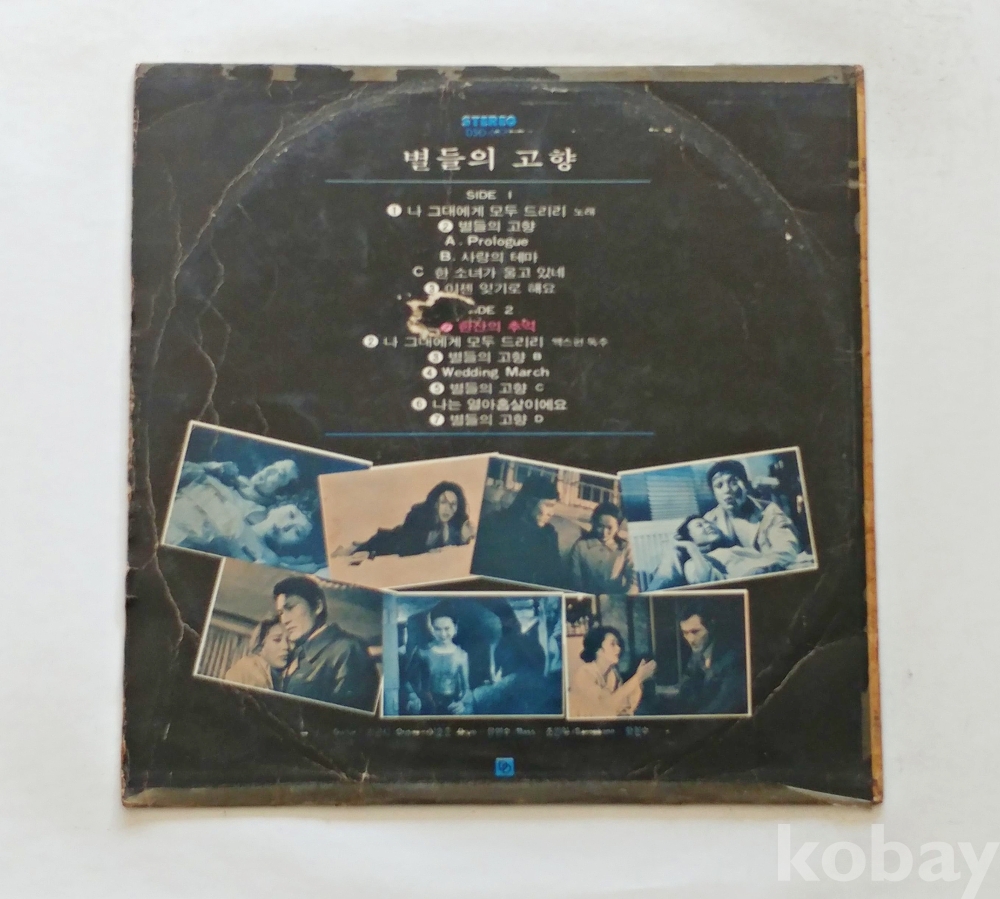 STEREO
별들의 고향
SIDE 1
① 나 그대에게 모두 드리리 노래
② 별들의 고향
A. Prologue
B. 사랑의 테마
C 한 소녀가 울고 있네
③ 이젠 잊기로 해요
SIDE 2
한잔의 추억
② 나 그대에게 모두 드리리 색스폰 독주
③ 별들의 고향 B
④ Wedding March
⑤ 별들의 고향 C
⑥ 나는 열아홉살이에요
⑦ 별들의 고향 D
kobay